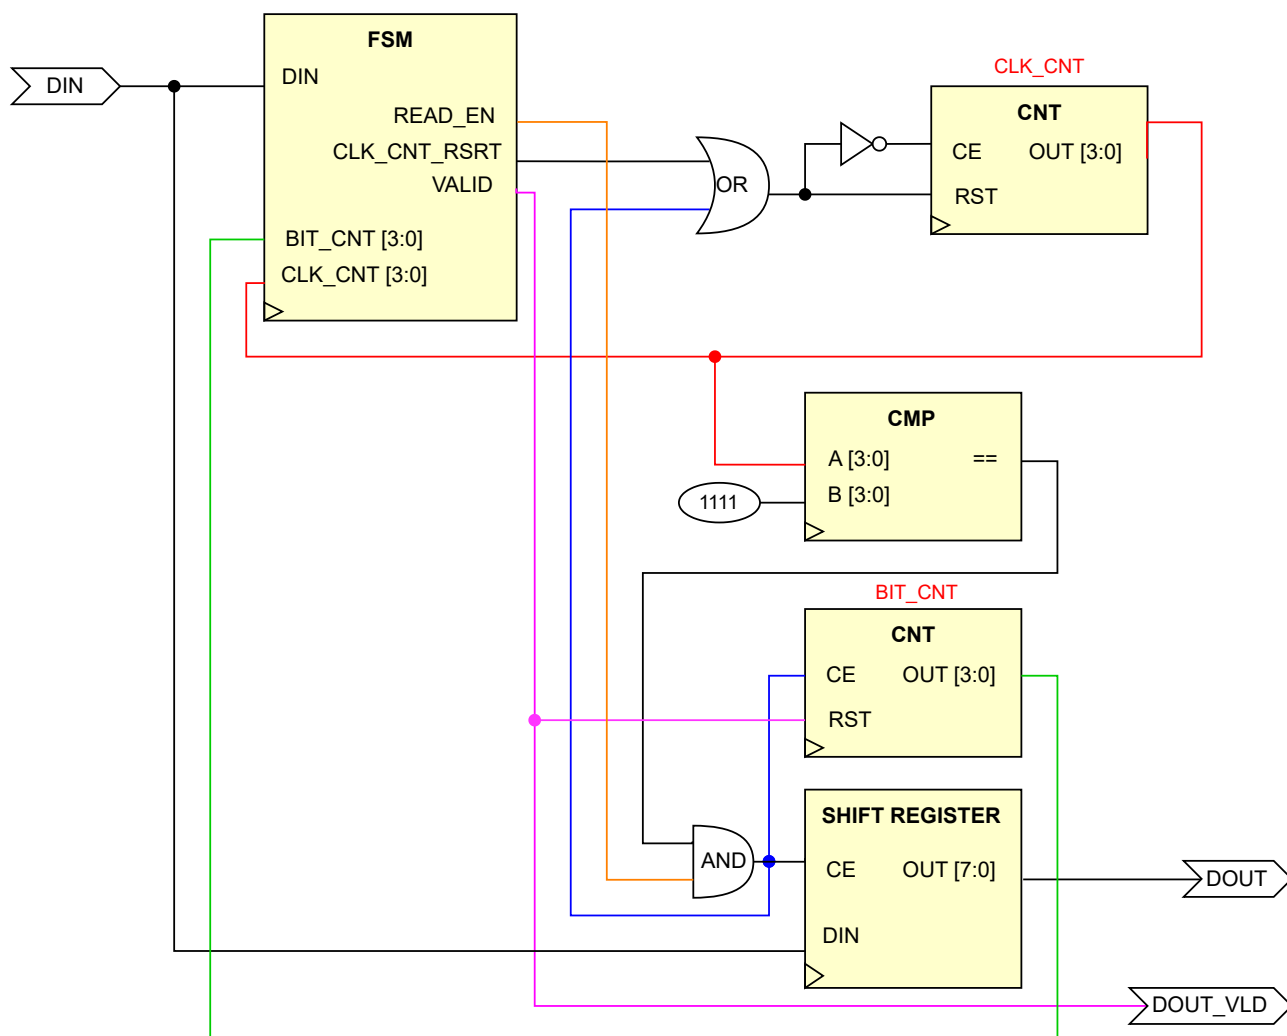 FSM
DIN
DIN
READ_EN
CLK_CNT_RSRT
VALID
BIT_CNT [3:0]
CLK_CNT [3:0]
OR
CLK_CNT
CNT
CE
OUT [3:0]
RST
CMP
A [3:0]
==
B [3:0]
1111
BIT_CNT
CNT
CE
OUT [3:0]
RST
SHIFT REGISTER
AND
CE
OUT [7:0]
DOUT
DIN
DOUT_VLD